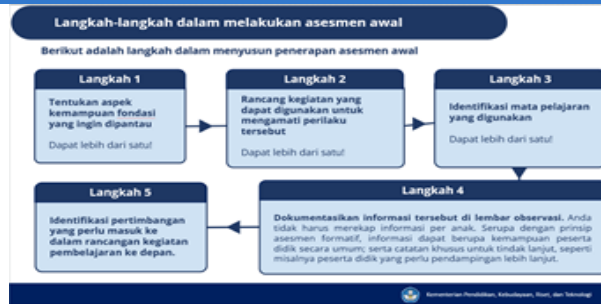 Langkah-langkah dalam melakukan asesmen awal
Berikut adalah langkah dalam menyusun penerapan asesmen awal
Langkah 1
Tentukan aspek
kemampuan fondasi
yang ingin dipantau
Dapat lebih dari satu!
Langkah 2
Rancang kegiatan yang
dapat digunakan untuk
mengamati perilaku
tersebut
Dapat lebih dari satu!
Langkah 3
Identifikasi mata pelajaran
yang digunakan
Dapat lebih dari satu!
Langkah 4
Dokumentasikan informasi tersebut di lembar observasi. Anda
tidak harus merekap informasi per anak. Serupa dengan prinsip
asesmen formatif, informasi dapat berupa kemampuan peserta
didik secara umum; serta catatan khusus untuk tindak lanjut, seperti
misalnya peserta didik yang perlu pendampingan lebih lanjut.
Langkah 5
Identifikasi pertimbangan
yang perlu masuk ke
dalam rancangan kegiatan
pembelajaran ke depan.
Kementerian Pendidikan, Kebudayaan, Riset, dan Teknologi